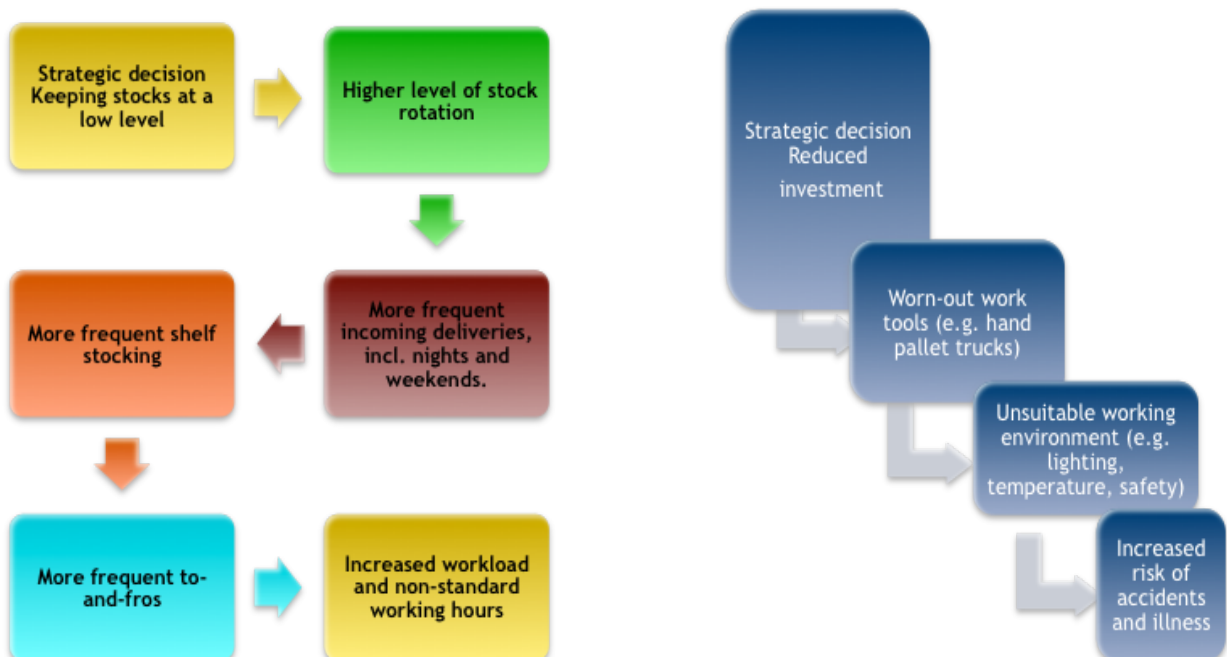 Strategic decision
Keeping stocks at a
low level
Higher level of stock
rotation
More frequent
incoming deliveries,
incl. nights and
weekends.
More frequent shelf
stocking
More frequent to-
and-fros
Increased workload
and non-standard
working hours
Strategic decision
Reduced
investment
Worn-out work
tools (e.g. hand
pallet trucks)
Unsuitable working
environment (e.g.
lighting,
temperature, safety)
Increased
risk of
accidents
and illness